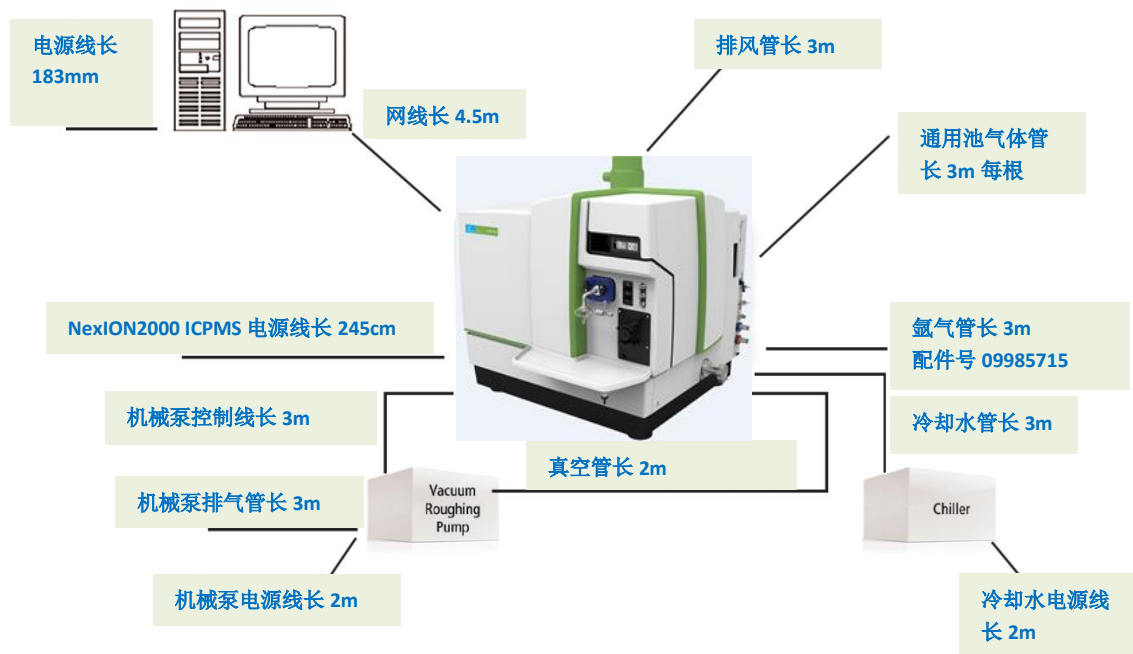 电源线长
183mm
排风管长 3m
网线长 4.5m
通用池气体管
长 3m 每根
NexION2000 ICPMS 电源线长 245cm
氩气管长 3m
配件号 09985715
机械泵控制线长 3m
冷却水管长 3m
真空管长 2m
机械泵排气管长 3m
Vacuum
Roughing
Pump
Chiller
机械泵电源线长 2m
冷却水电源线
长 2m